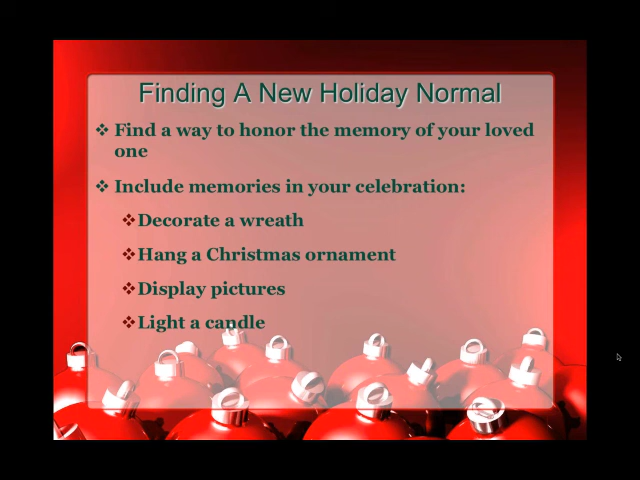 Finding A New Holiday Normal
Find a way to honor the memory of your loved
one
Include memories in your celebration:
Decorate a wreath
Hang a Christmas ornament
Display pictures
Light a candle